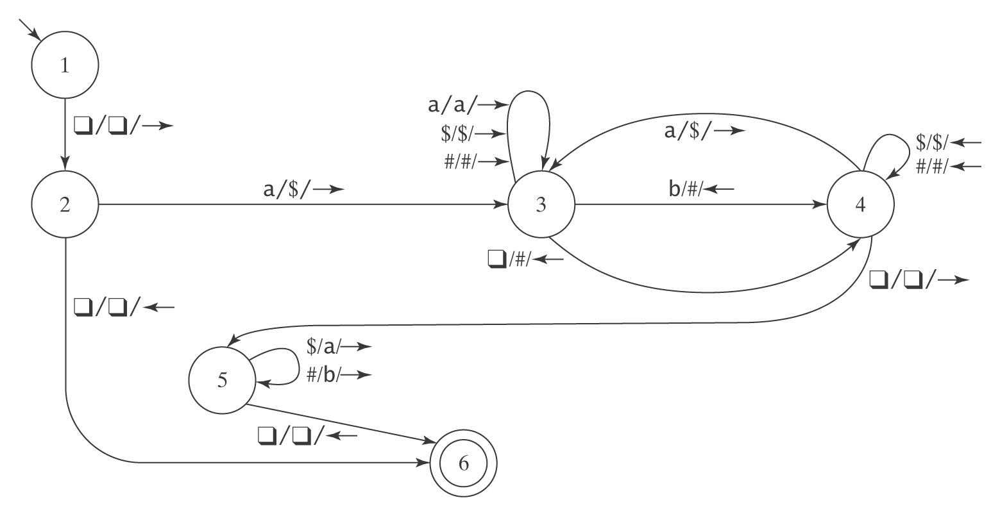 1
❏/❏/→
a/a/→
$/$/→
#/#/→
a/$/→
$/$/←
#/#/←
2
a/$/→
3
b/#/←
4
❏/#/←
❏/❏/→
❏/❏/←
$/a/→
#/b/→
5
❏/❏/←
6